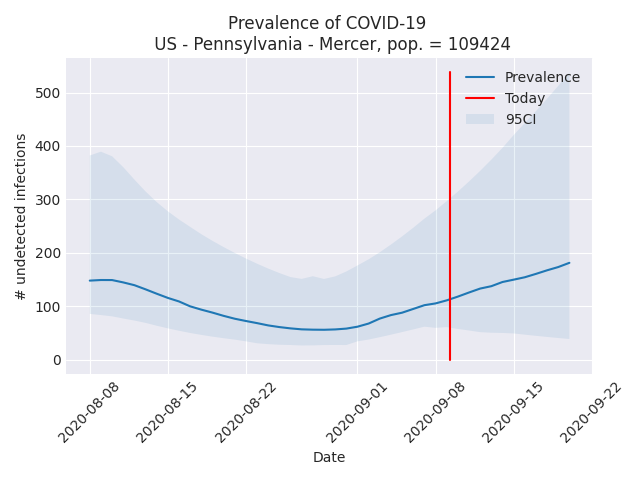 Prevalence of COVID-19
US - Pennsylvania - Mercer, pop. = 109424
Prevalence
Today
95CI
# undetected infections
500
400
300
200
100
0
2020-08-08
2020-08-15
2020-08-22
2020-09-01
2020-09-08
2020-09-15
2020-09-22
Date